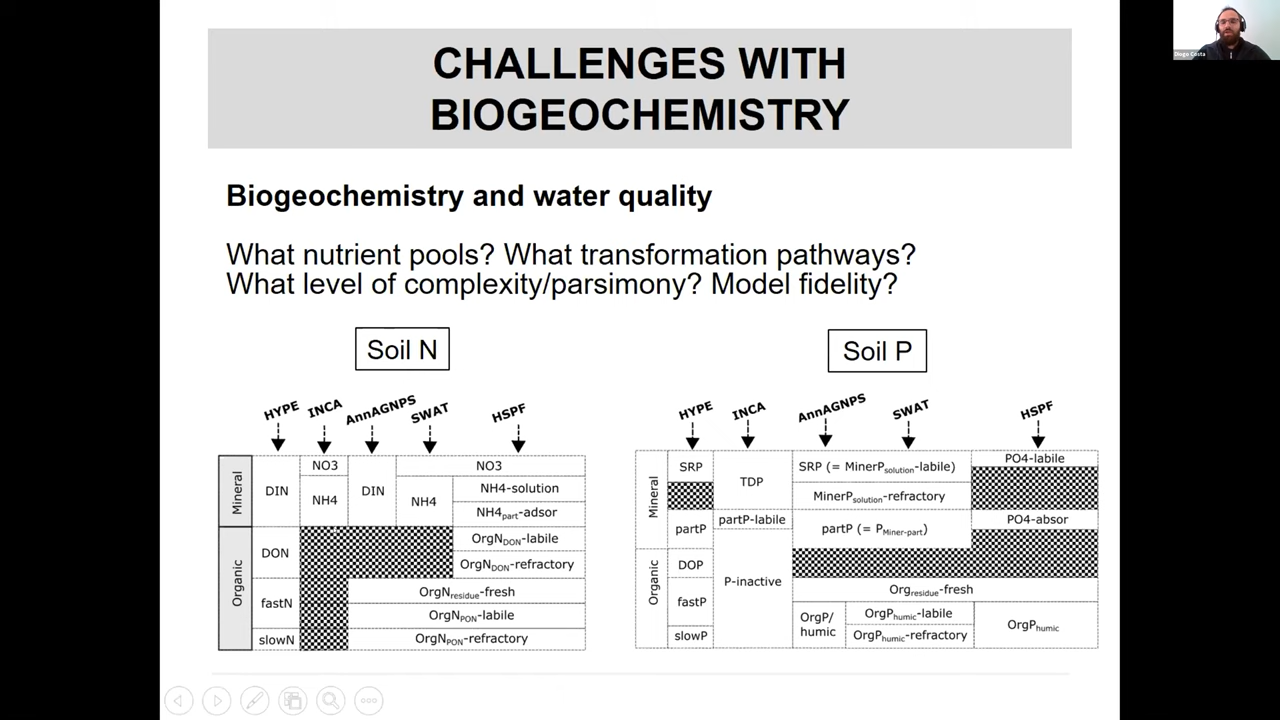 CHALLENGES WITH
BIOGEOCHEMISTRY
Diogo Costa
Biogeochemistry and water quality
What nutrient pools? What transformation pathways?
What level of complexity/parsimony? Model fidelity?
Soil N
HYPE
INCA
AnnAGNPS
SWAT
HSPF
Mineral
DIN
NO3
NH4
DIN
NO3
NH4
NH4-solution
NH4part-adsor
Organic
DON
OrgNDON-labile
OrgNDON-refractory
fastN
OrgNresidue-fresh
OrgNPON-labile
slowN
OrgNPON-refractory
Soil P
HYPE
INCA
AnnAGNPS
SWAT
HSPF
Mineral
SRP
TDP
SRP (= MinerPsolution-labile)
PO4-labile
MinerPsolution-refractory
partP
partP-labile
partP (= PMiner-part)
PO4-absor
Organic
DOP
P-inactive
fastP
Orgresidue-fresh
OrgP/
humic
OrgPhumic-labile
OrgPhumic
slowP
OrgPhumic-refractory